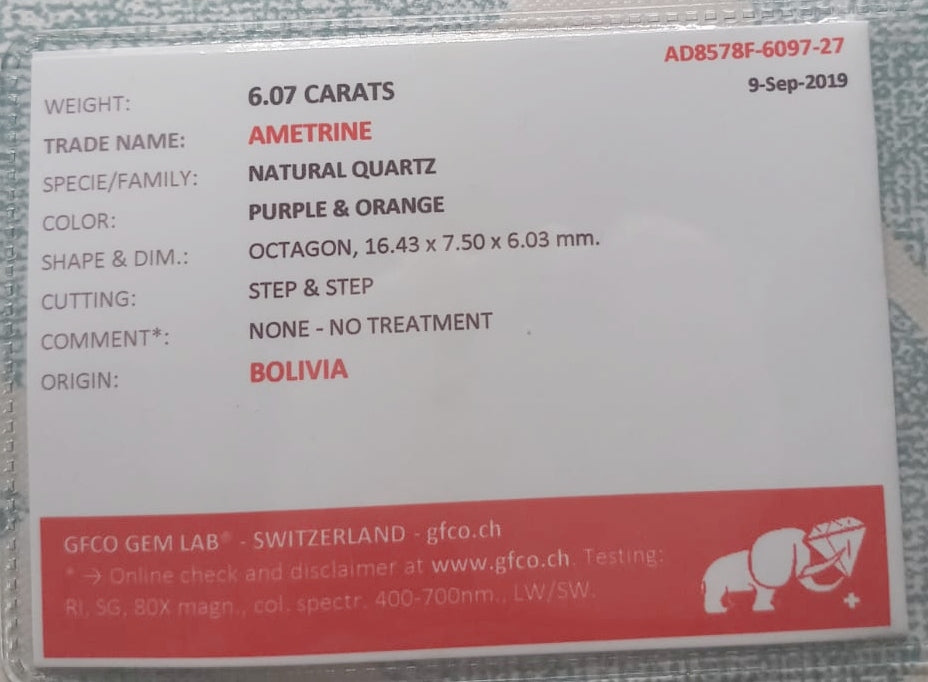 AD8578F-6097-27
9-Sep-2019
WEIGHT: 6.07 CARATS
TRADE NAME: AMETRINE
SPECIE/FAMILY: NATURAL QUARTZ
COLOR: PURPLE & ORANGE
SHAPE & DIM.: OCTAGON, 16.43 x 7.50 x 6.03 mm.
CUTTING: STEP & STEP
COMMENT*: NONE - NO TREATMENT
ORIGIN: BOLIVIA
GFCO GEM LAB® - SWITZERLAND - gfco.ch
* → Online check and disclaimer at www.gfco.ch. Testing:
RI, SG, 80X magn., col. spectr. 400-700nm., LW/SW.